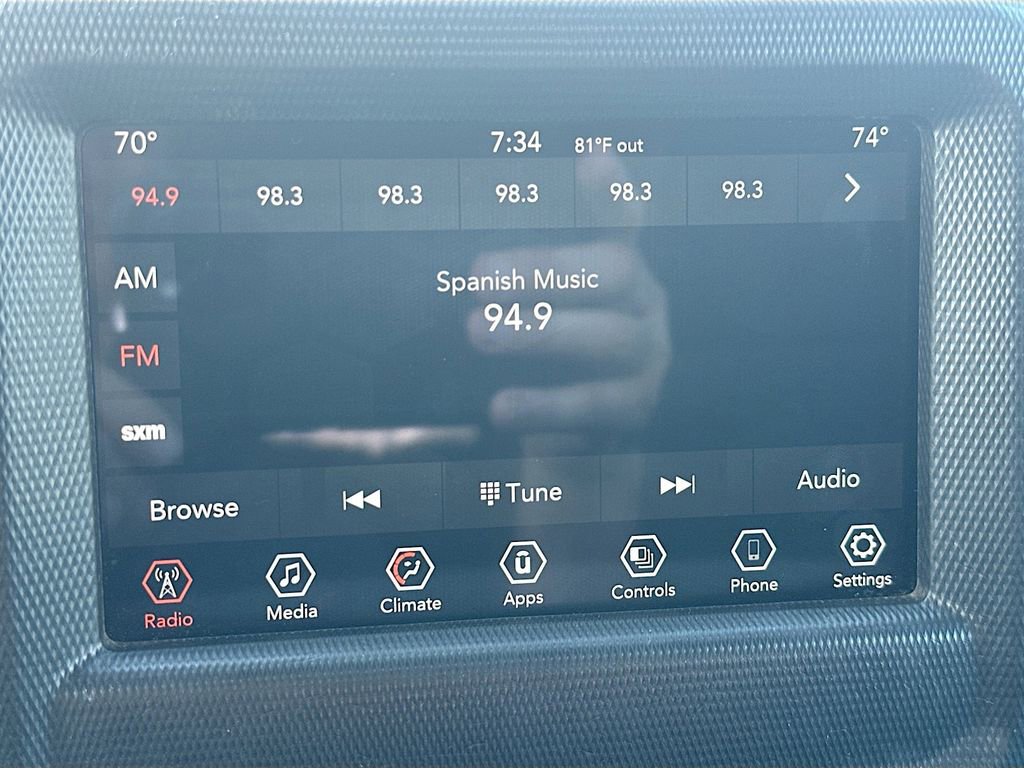 70° 7:34 81°F out 74°
94.9 98.3 98.3 98.3 98.3 98.3
AM
Spanish Music
94.9
FM
sxm
Browse Tune Audio
Radio Media Climate Apps Controls Phone Settings